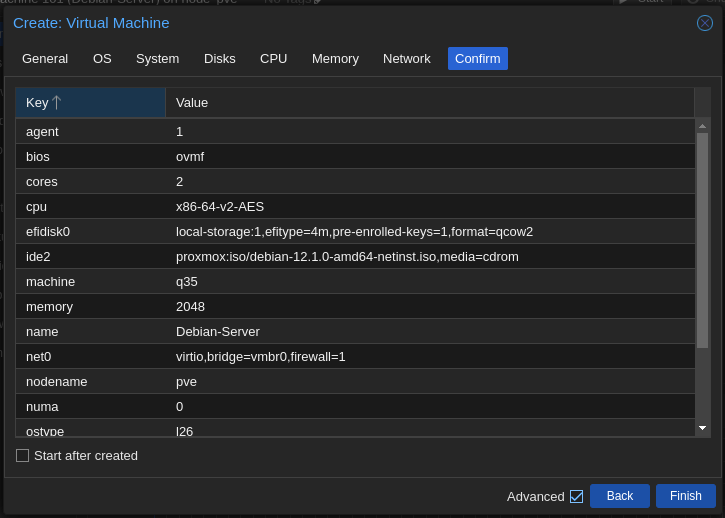 achine 101 (Debian-Server) on node 'pve' No Tags
Start
Create: Virtual Machine
General OS System Disks CPU Memory Network Confirm
Key Value
agent 1
bios ovmf
cores 2
cpu x86-64-v2-AES
efidisk0 local-storage:1,efitype=4m,pre-enrolled-keys=1,format=qcow2
ide2 proxmox:iso/debian-12.1.0-amd64-netinst.iso,media=cdrom
machine q35
memory 2048
name Debian-Server
net0 virtio,bridge=vmbr0,firewall=1
nodename pve
numa 0
ostype l26
Start after created
Advanced Back Finish